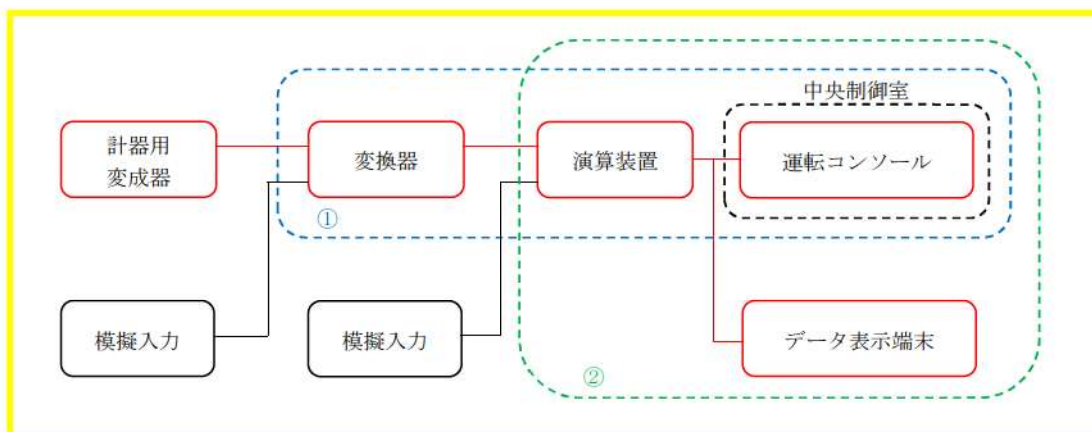 中央制御室
計器用
変成器
変換器
演算装置
運転コンソール
①
模擬入力
模擬入力
データ表示端末
②